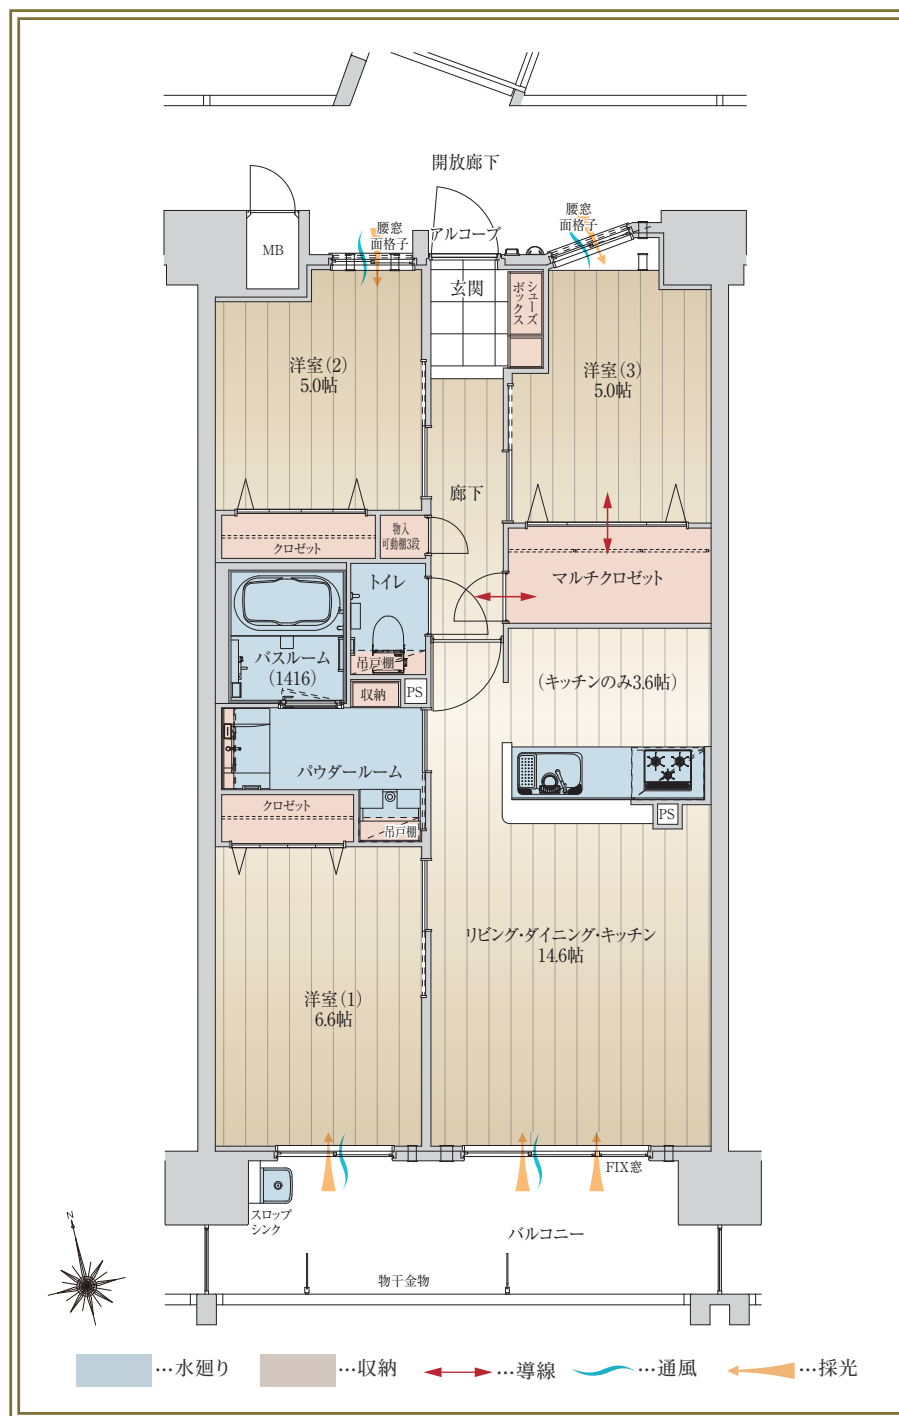 開放廊下
MB
腰窓
面格子
アルコーブ
腰窓
面格子
玄関
シューズ
ボックス
洋室(2)
5.0帖
洋室(3)
5.0帖
廊下
クロゼット
物入
可動棚3段
マルチクロゼット
トイレ
吊戸棚
バスルーム
(1416)
収納
PS
(キッチンのみ3.6帖)
パウダールーム
クロゼット
吊戸棚
PS
リビング・ダイニング・キッチン
14.6帖
洋室(1)
6.6帖
FIX窓
スロップ
シンク
バルコニー
物干金物
N
…水廻り
…収納
…導線
…通風
…採光